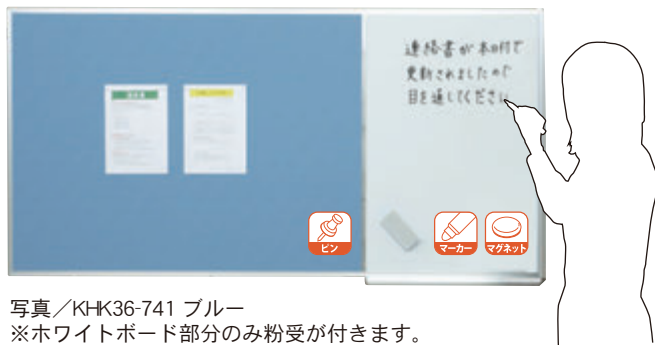 連絡書が本日付で
更新されましたので
目を通してください
ピン
マーカー
マグネット
写真／KHK36-741 ブルー
※ホワイトボード部分のみ粉受が付きます。